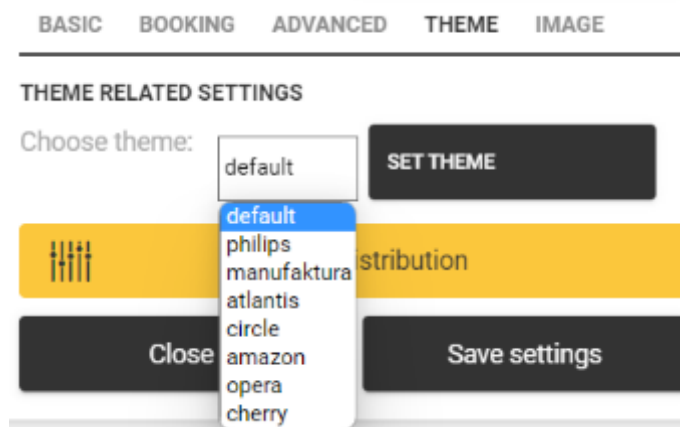 BASIC BOOKING ADVANCED THEME IMAGE
THEME RELATED SETTINGS
Choose theme:
default
SET THEME
default
philips
manufaktura
atlantis
circle
amazon
opera
cherry
Close
Save settings